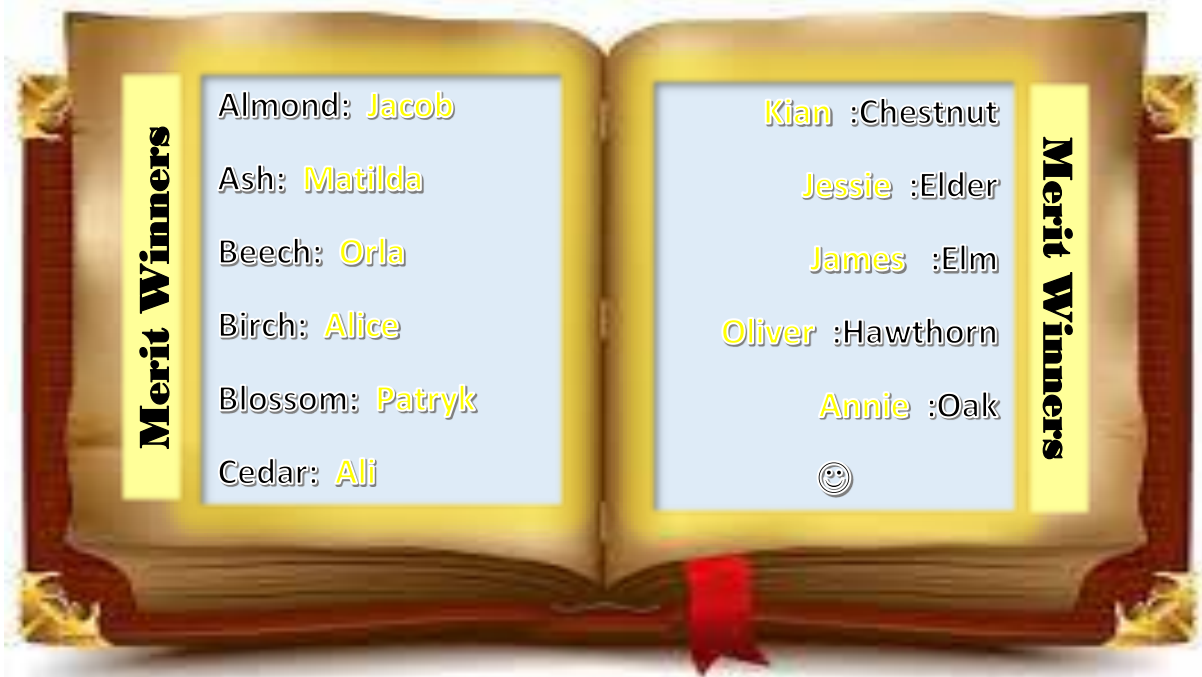 Merit Winners
Almond: Jacob
Ash: Matilda
Beech: Orla
Birch: Alice
Blossom: Patryk
Cedar: Ali
Kian :Chestnut
Jessie :Elder
James :Elm
Oliver :Hawthorn
Annie :Oak
☺
Merit Winners